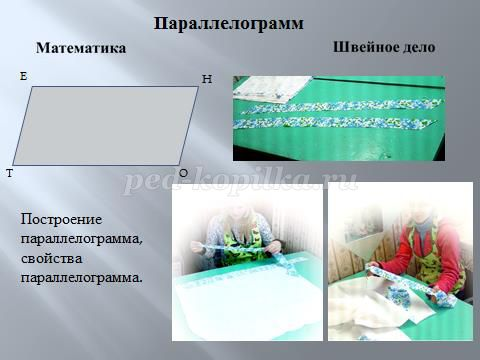 Параллелограмм
Математика
Швейное дело
Е
Н
Т
О
ped-kopilka.ru
Построение
параллелограмма,
свойства
параллелограмма.